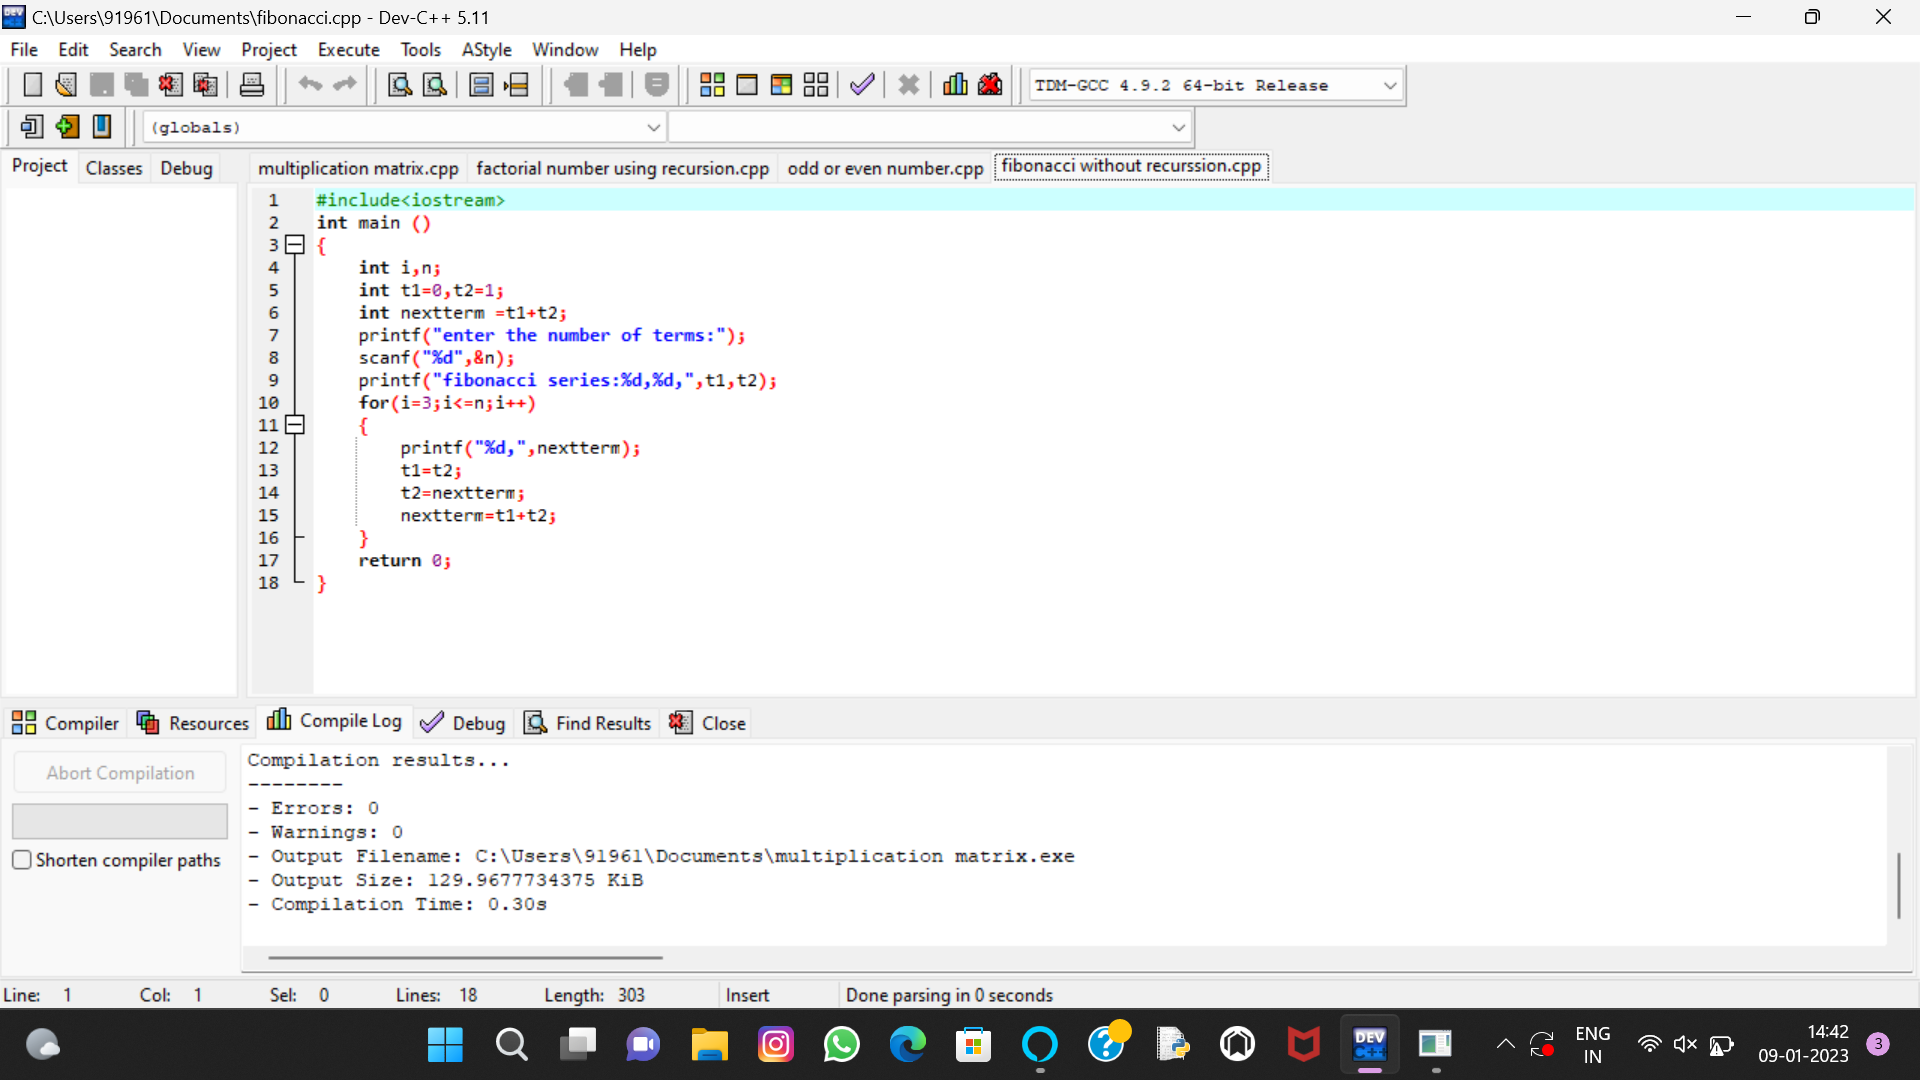 C:\Users\91961\Documents\fibonacci.cpp - Dev-C++ 5.11
File Edit Search View Project Execute Tools AStyle Window Help
TDM-GCC 4.9.2 64-bit Release
(globals)
Project Classes Debug
multiplication matrix.cpp factorial number using recursion.cpp odd or even number.cpp fibonacci without recurssion.cpp
1 #include<iostream>
2 int main ()
3 {
4 int i,n;
5 int t1=0,t2=1;
6 int nextterm =t1+t2;
7 printf("enter the number of terms:");
8 scanf("%d",&n);
9 printf("fibonacci series:%d,%d,",t1,t2);
10 for(i=3;i<=n;i++)
11 {
12 printf("%d,",nextterm);
13 t1=t2;
14 t2=nextterm;
15 nextterm=t1+t2;
16 }
17 return 0;
18 }
Compiler Resources Compile Log Debug Find Results Close
Abort Compilation
Shorten compiler paths
Compilation results...
--------
- Errors: 0
- Warnings: 0
- Output Filename: C:\Users\91961\Documents\multiplication matrix.exe
- Output Size: 129.9677734375 KiB
- Compilation Time: 0.30s
Line: 1 Col: 1 Sel: 0 Lines: 18 Length: 303 Insert Done parsing in 0 seconds
DEV
C++
ENG
IN
14:42
09-01-2023
3